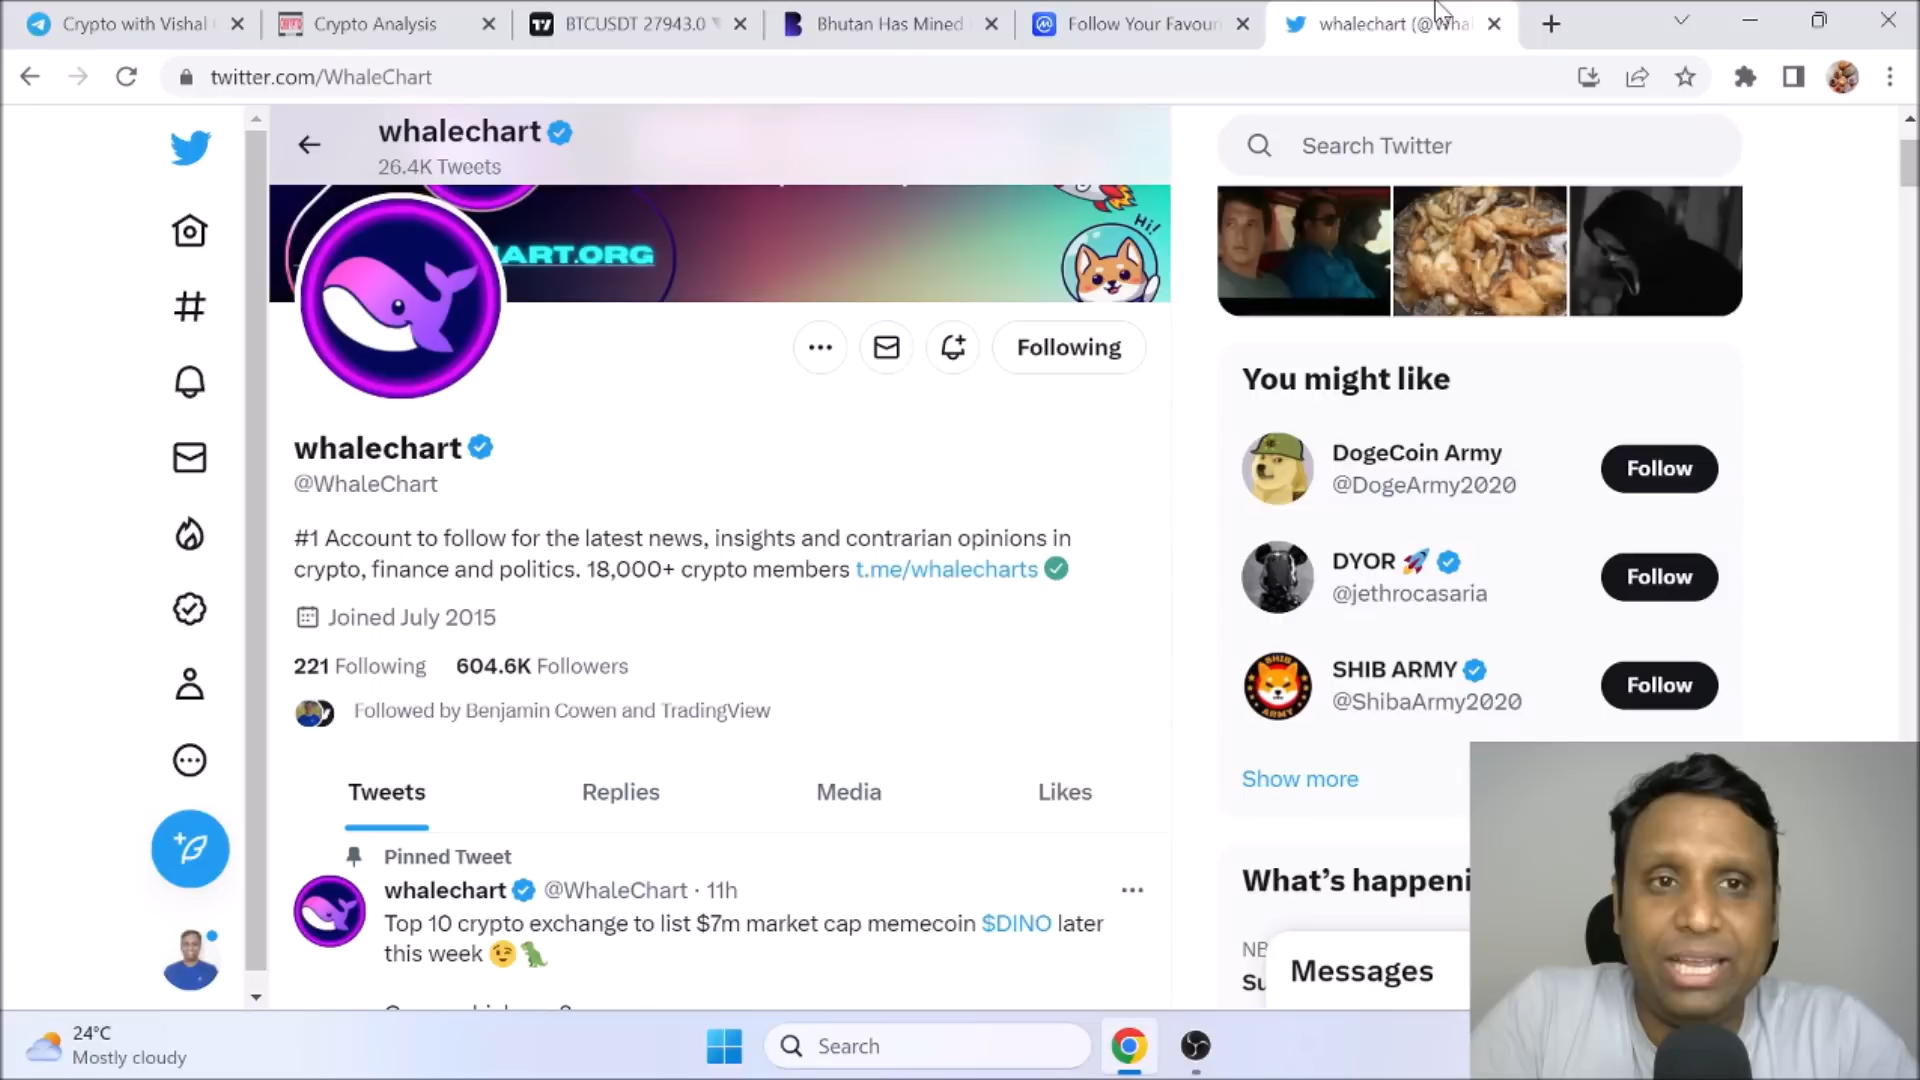 Crypto with Vishal
Crypto Analysis
BTCUSDT 27943.0
Bhutan Has Mined
Follow Your Favour
whalechart (@Wha
twitter.com/WhaleChart
whalechart
26.4K Tweets
Search Twitter
ART.ORG
Hi!
Following
You might like
whalechart
@WhaleChart
DogeCoin Army
@DogeArmy2020
Follow
#1 Account to follow for the latest news, insights and contrarian opinions in
crypto, finance and politics. 18,000+ crypto members t.me/whalecharts
DYOR
@jethrocasaria
Follow
Joined July 2015
221 Following 604.6K Followers
Followed by Benjamin Cowen and TradingView
SHIB ARMY
@ShibaArmy2020
Follow
SHIB
ARMY
Show more
Tweets
Replies
Media
Likes
Pinned Tweet
whalechart @WhaleChart · 11h
Top 10 crypto exchange to list $7m market cap memecoin $DINO later
this week
What's happeni
NB
Su
Messages
24°C
Mostly cloudy
Search